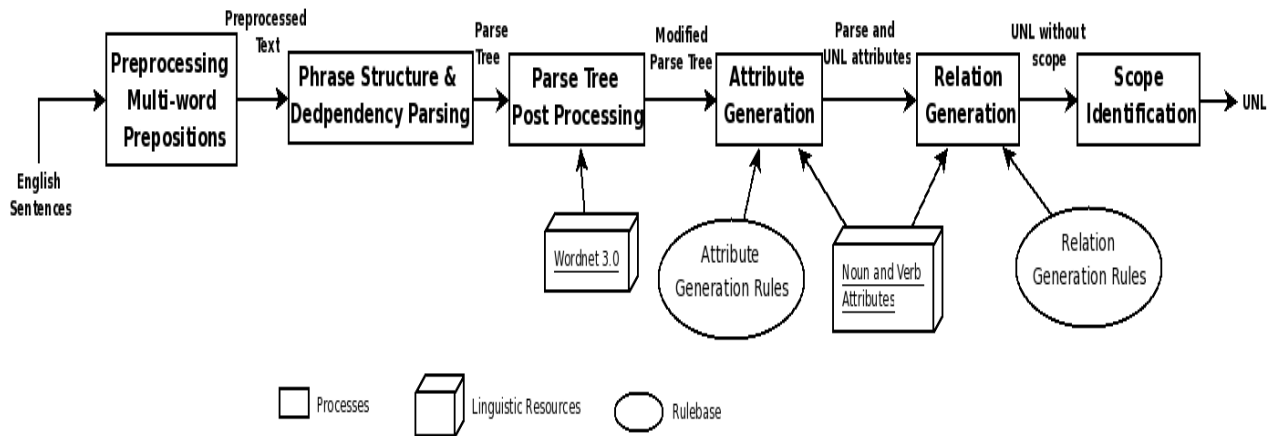 English
Sentences
Preprocessing
Multi-word
Prepositions
Preprocessed
Text
Phrase Structure &
Dedpendency Parsing
Parse
Tree
Parse Tree
Post Processing
Modified
Parse Tree
Attribute
Generation
Parse and
UNL attributes
Relation
Generation
UNL without
scope
Scope
Identification
UNL
Wordnet 3.0
Attribute
Generation Rules
Noun and Verb
Attributes
Relation
Generation Rules
Processes
Linguistic Resources
Rulebase